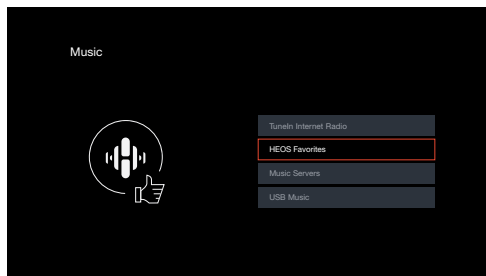 Music
TuneIn Internet Radio
HEOS Favorites
Music Servers
USB Music